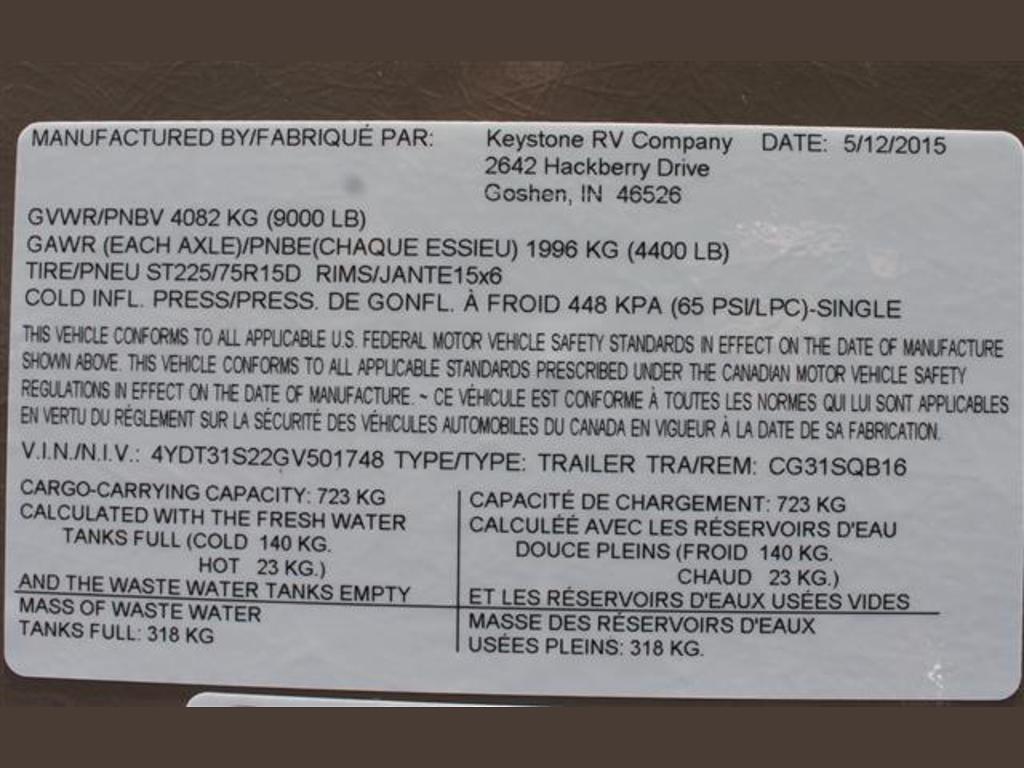 MANUFACTURED BY/FABRIQUÉ PAR: Keystone RV Company DATE: 5/12/2015
2642 Hackberry Drive
Goshen, IN 46526
GVWR/PNBV 4082 KG (9000 LB)
GAWR (EACH AXLE)/PNBE(CHAQUE ESSIEU) 1996 KG (4400 LB)
TIRE/PNEU ST225/75R15D RIMS/JANTE15x6
COLD INFL. PRESS/PRESS. DE GONFL. À FROID 448 KPA (65 PSI/LPC)-SINGLE
THIS VEHICLE CONFORMS TO ALL APPLICABLE U.S. FEDERAL MOTOR VEHICLE SAFETY STANDARDS IN EFFECT ON THE DATE OF MANUFACTURE
SHOWN ABOVE. THIS VEHICLE CONFORMS TO ALL APPLICABLE STANDARDS PRESCRIBED UNDER THE CANADIAN MOTOR VEHICLE SAFETY
REGULATIONS IN EFFECT ON THE DATE OF MANUFACTURE. ~ CE VÉHICULE EST CONFORME À TOUTES LES NORMES QUI LUI SONT APPLICABLES
EN VERTU DU RÉGLEMENT SUR LA SÉCURITÉ DES VÉHICULES AUTOMOBILES DU CANADA EN VIGUEUR À LA DATE DE SA FABRICATION.
V.I.N./N.I.V.: 4YDT31S22GV501748 TYPE/TYPE: TRAILER TRA/REM: CG31SQB16
CARGO-CARRYING CAPACITY: 723 KG
CALCULATED WITH THE FRESH WATER
TANKS FULL (COLD 140 KG.
HOT 23 KG.)
AND THE WASTE WATER TANKS EMPTY
MASS OF WASTE WATER
TANKS FULL: 318 KG
CAPACITÉ DE CHARGEMENT: 723 KG
CALCULÉÉ AVEC LES RÉSERVOIRS D'EAU
DOUCE PLEINS (FROID 140 KG.
CHAUD 23 KG.)
ET LES RÉSERVOIRS D'EAUX USÉES VIDES
MASSE DES RÉSERVOIRS D'EAUX
USÉES PLEINS: 318 KG.